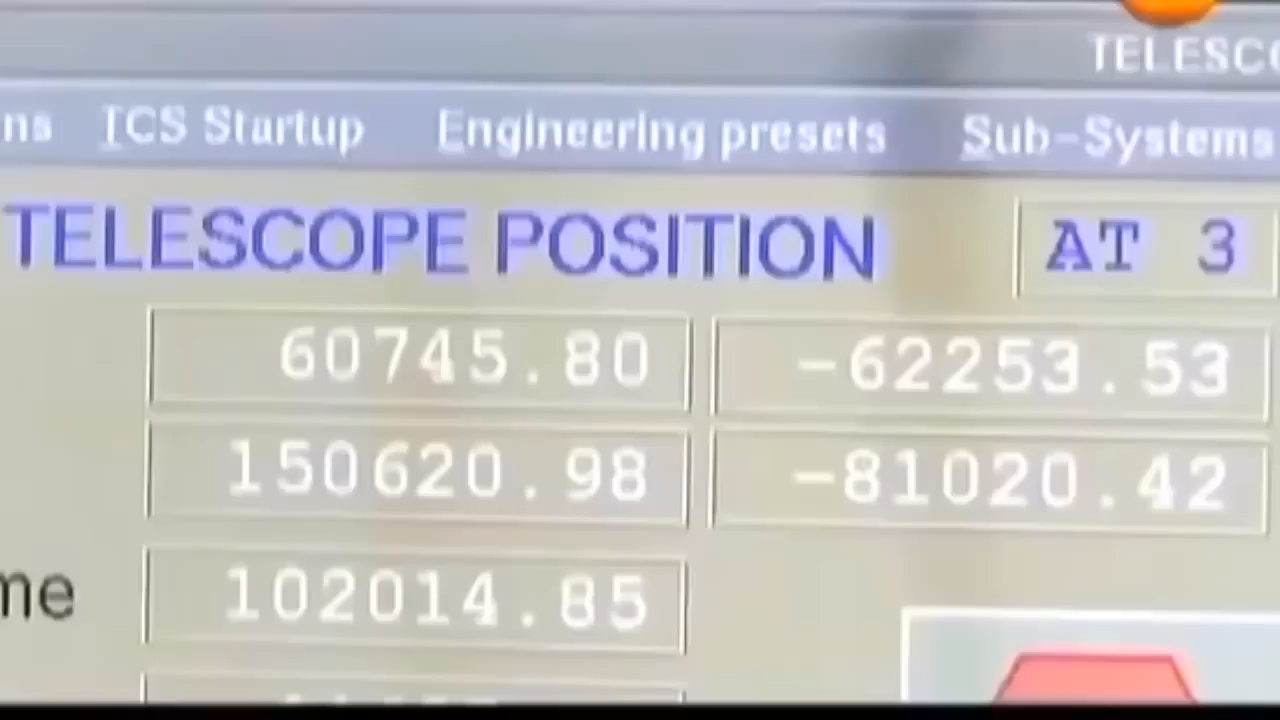 TELESCO
ns ICS Startup Engineering presets Sub-Systems
TELESCOPE POSITION AT 3
60745.80 -62253.53
150620.98 -81020.42
me 102014.85